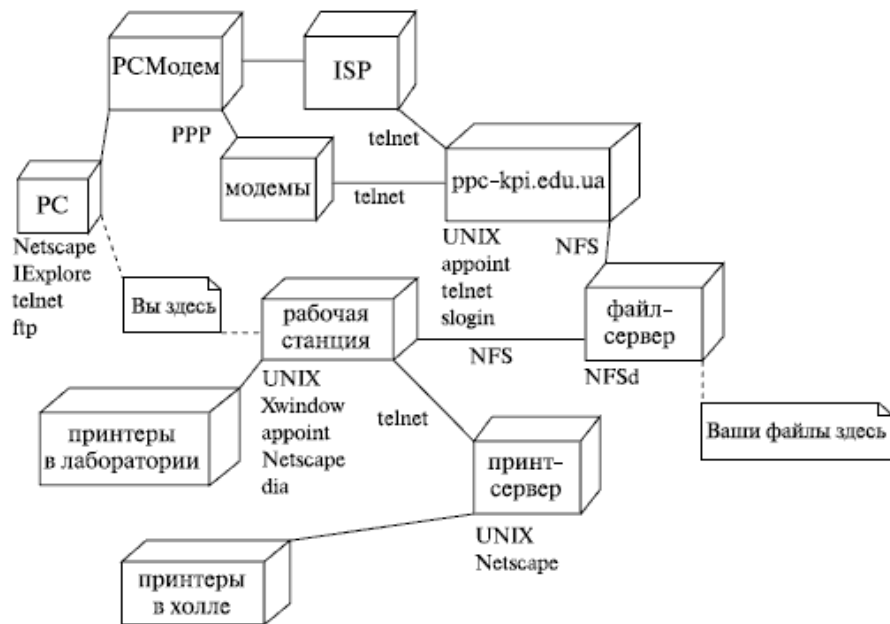 PCМодем
ISP
PPP
telnet
PC
модемы
telnet
ppc-kpi.edu.ua
Netscape
IExplore
telnet
ftp
UNIX
appoint
telnet
slogin
NFS
Вы здесь
рабочая
станция
файл-
сервер
NFS
NFSd
UNIX
Xwindow
appoint
Netscape
dia
telnet
принтеры
в лаборатории
Ваши файлы здесь
принт-
сервер
UNIX
Netscape
принтеры
в холле